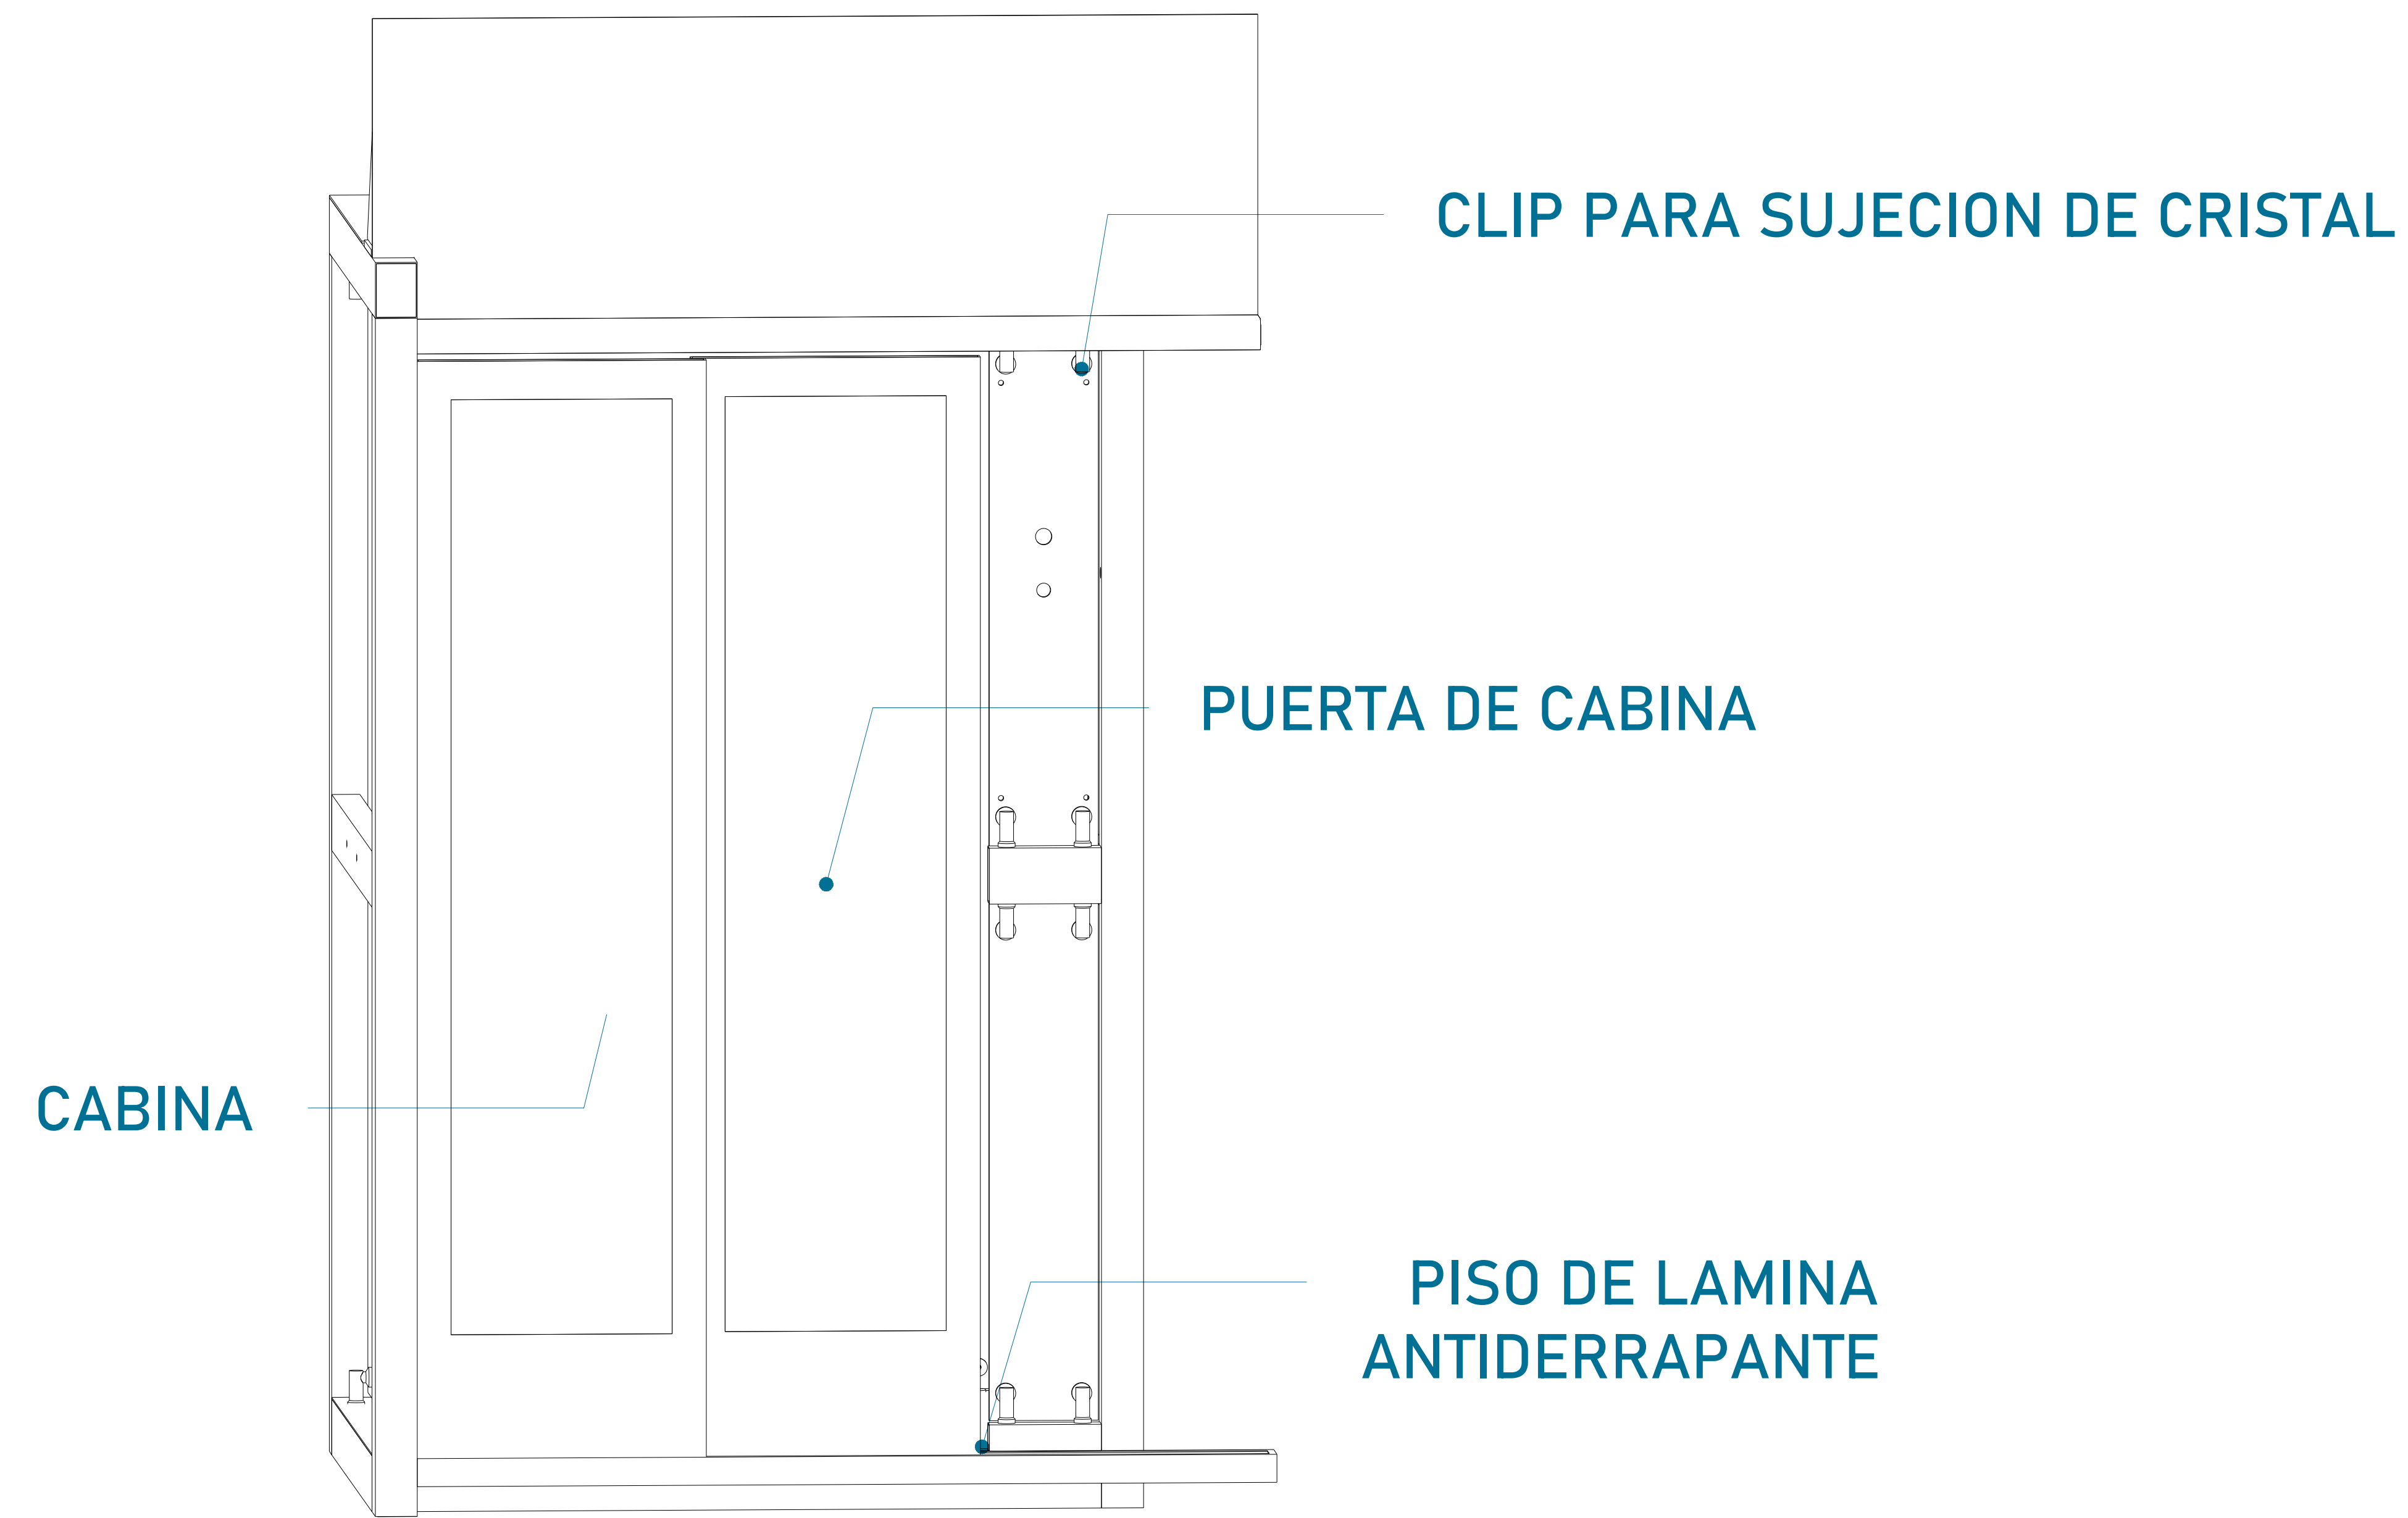 CLIP PARA SUJECION DE CRISTAL
PUERTA DE CABINA
CABINA
PISO DE LAMINA
ANTIDERRAPANTE